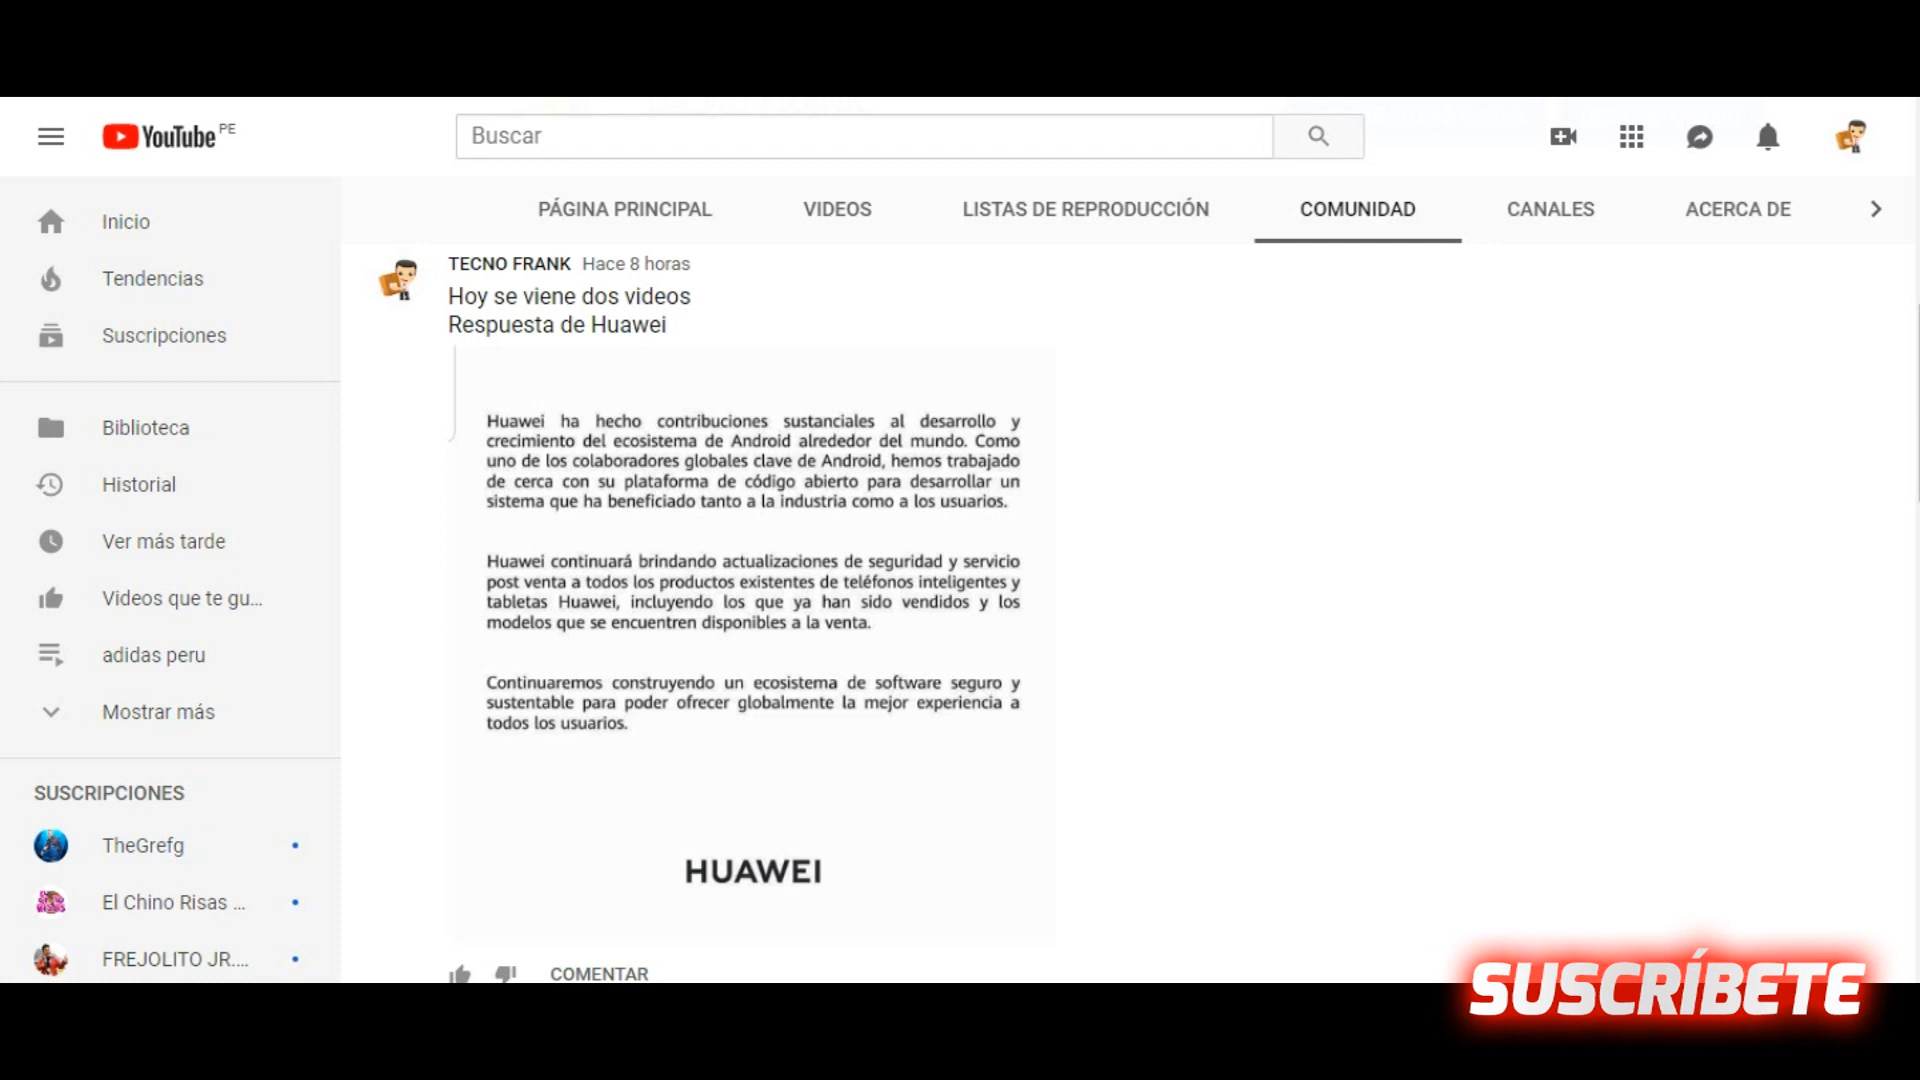 YouTube PE
Buscar
Inicio
Tendencias
Suscripciones
Biblioteca
Historial
Ver más tarde
Videos que te gu...
adidas peru
Mostrar más
SUSCRIPCIONES
TheGrefg
El Chino Risas ...
FREJOLITO JR....
PÁGINA PRINCIPAL VIDEOS LISTAS DE REPRODUCCIÓN COMUNIDAD CANALES ACERCA DE
TECNO FRANK Hace 8 horas
Hoy se viene dos videos
Respuesta de Huawei
Huawei ha hecho contribuciones sustanciales al desarrollo y
crecimiento del ecosistema de Android alrededor del mundo. Como
uno de los colaboradores globales clave de Android, hemos trabajado
de cerca con su plataforma de código abierto para desarrollar un
sistema que ha beneficiado tanto a la industria como a los usuarios.
Huawei continuará brindando actualizaciones de seguridad y servicio
post venta a todos los productos existentes de teléfonos inteligentes y
tabletas Huawei, incluyendo los que ya han sido vendidos y los
modelos que se encuentren disponibles a la venta.
Continuaremos construyendo un ecosistema de software seguro y
sustentable para poder ofrecer globalmente la mejor experiencia a
todos los usuarios.
HUAWEI
COMENTAR
SUSCRÍBETE